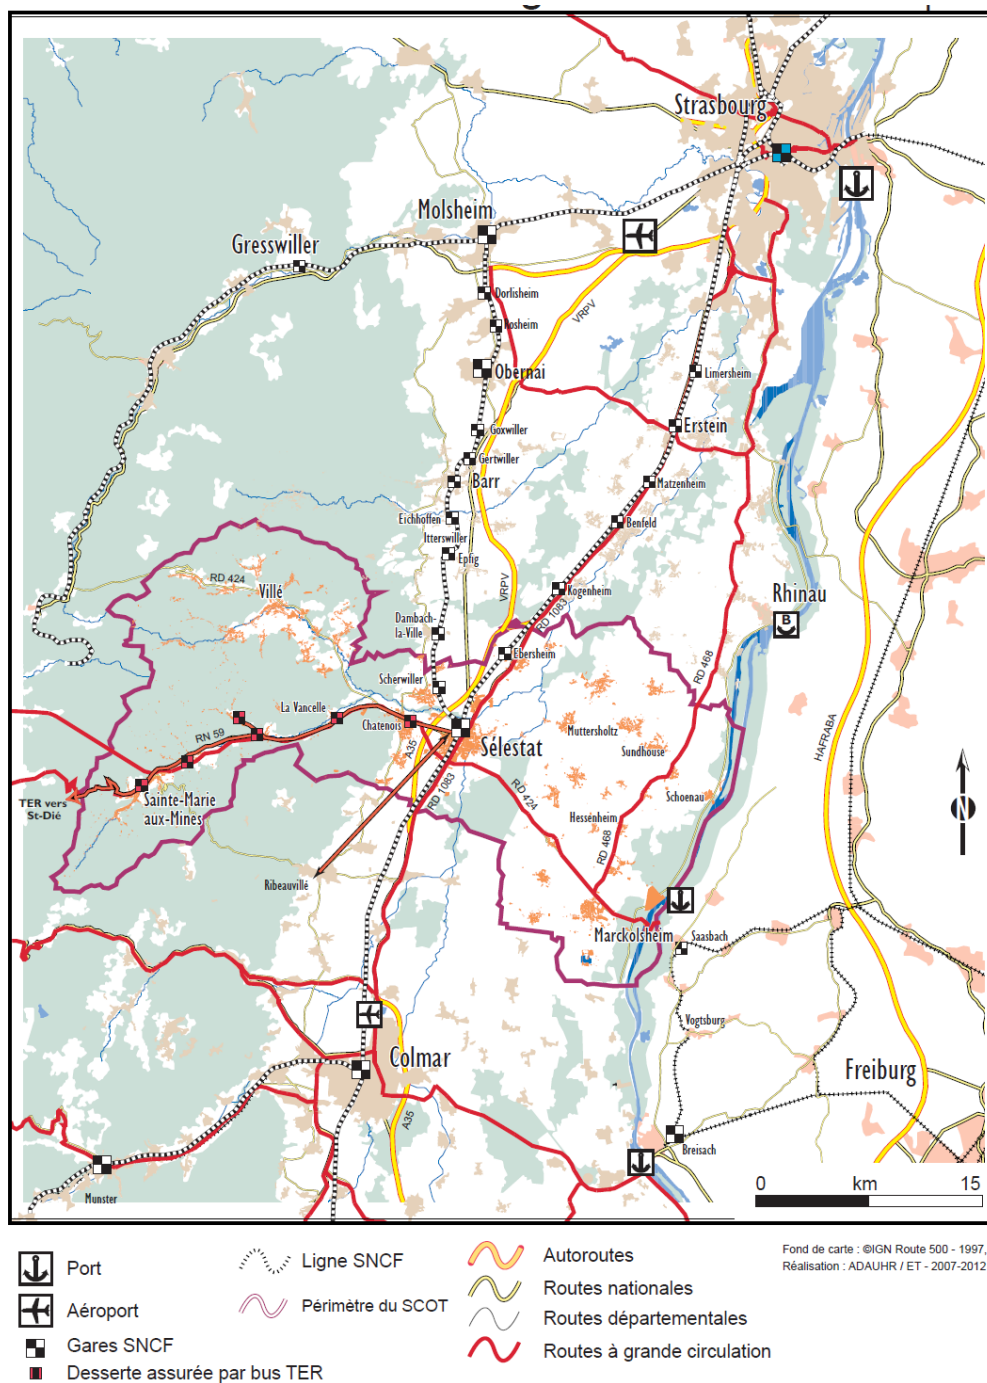 Strasbourg
Molsheim
Gresswiller
Dorlisheim
VRPV
Rosheim
Obernai
Limersheim
Erstein
Goxwiller
Gertwiller
Barr
Matzenheim
Eichhoffen
Benfeld
Itterswiller
Epfig
RD 424
Villé
VRPV
Kogenheim
Rhinau
B
RD 1083
Dambach-
la-Ville
Ebersheim
RD 468
Scherwiller
La Vancelle
Chatenois
RN 59
A35
Sélestat
Muttersholtz
Sundhouse
HAFRABA
TER vers
St-Dié
Sainte-Marie
aux-Mines
RD 1083
RD 424
Schoenau
Hessenheim
N
RD 468
Ribeauvillé
Marckolsheim
Saasbach
Vogtsburg
Colmar
Freiburg
A35
Breisach
Munster
0 km 15
Port
Aéroport
Gares SNCF
Desserte assurée par bus TER
Ligne SNCF
Périmètre du SCOT
Autoroutes
Routes nationales
Routes départementales
Routes à grande circulation
Fond de carte : ©IGN Route 500 - 1997,
Réalisation : ADAUHR / ET - 2007-2012